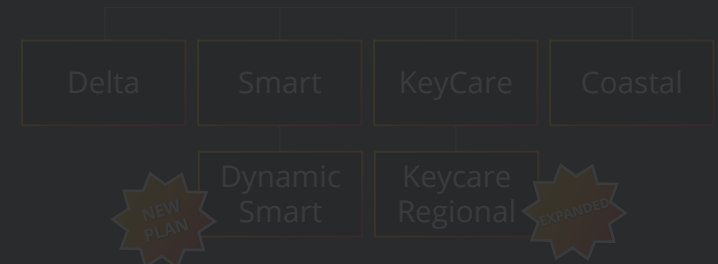 Delta
Smart
KeyCare
Coastal
Dynamic
Smart
Keycare
Regional
NEW
PLAN
EXPANDED